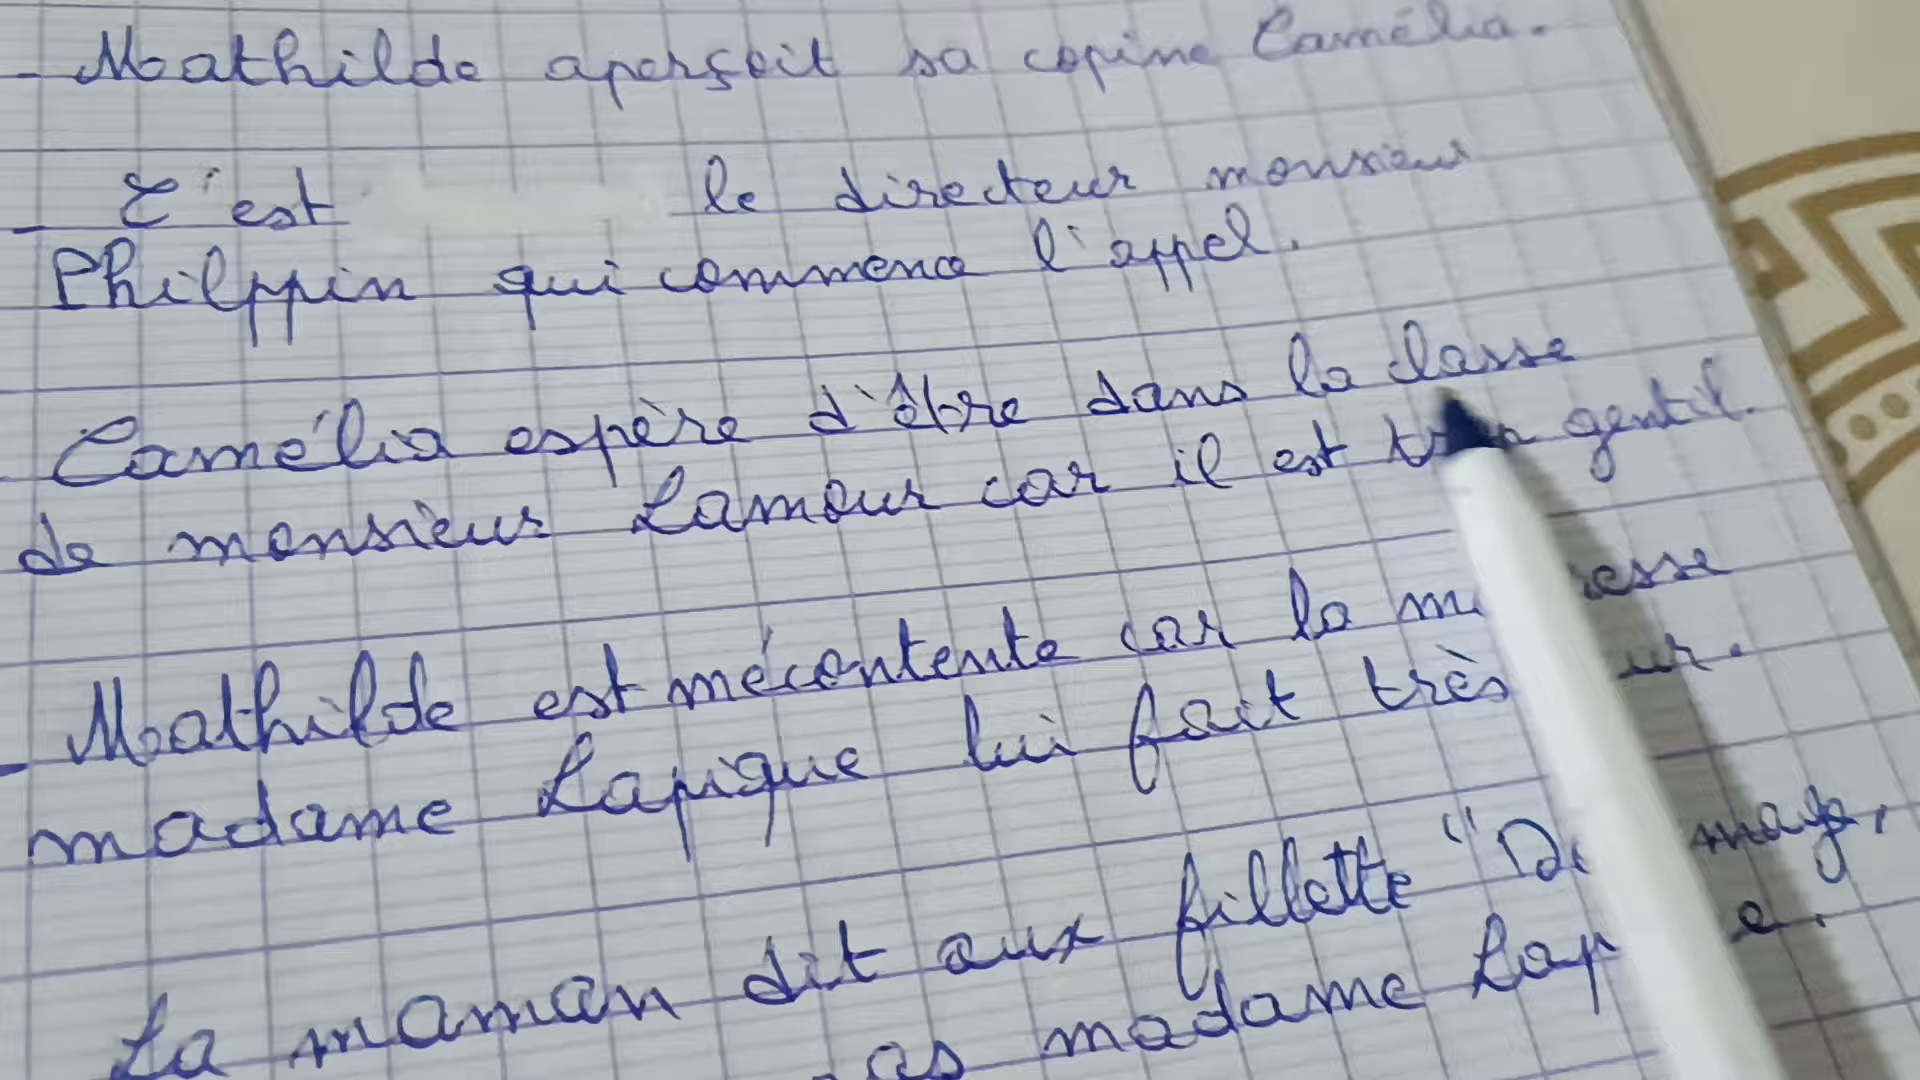 - Mathilde aperçoit sa copine Camélia.
- C'est le directeur monsieur
Philppin qui commence l'appel.
Camélia espère d'être dans la classe
de monsieur Lamour car il est gentil.
- Mathilde est mécontente car la
madame Lapique lui fait très
La maman dit aux fillette "
madame